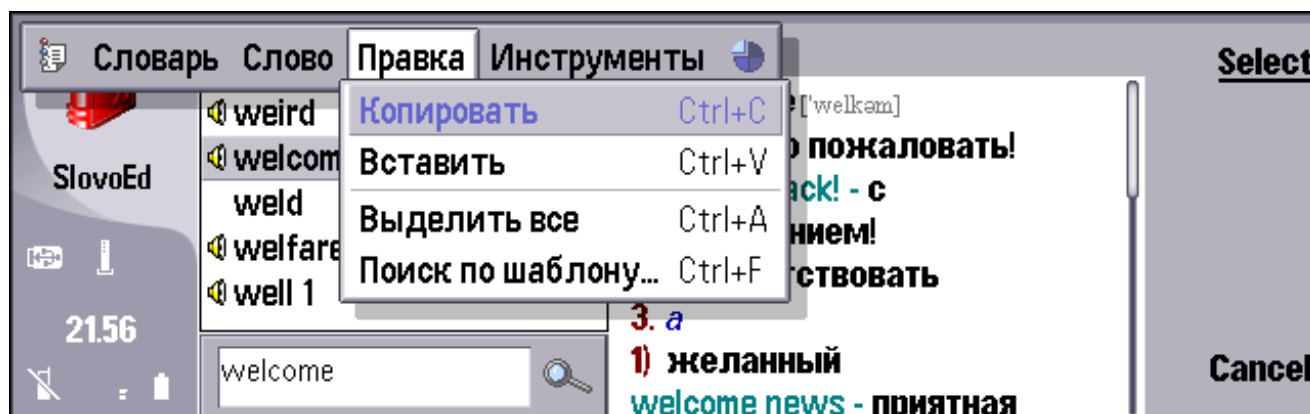 Словарь Слово Правка Инструменты
Select
Копировать Ctrl+C
Вставить Ctrl+V
Выделить все Ctrl+A
Поиск по шаблону... Ctrl+F
SlovoEd
21.56
weird
welcom
weld
welfare
well 1
welcome
['welkəm]
пожаловать!
ack! - с
нием!
тствовать
3. a
1) желанный
welcome news - приятная
Cancel